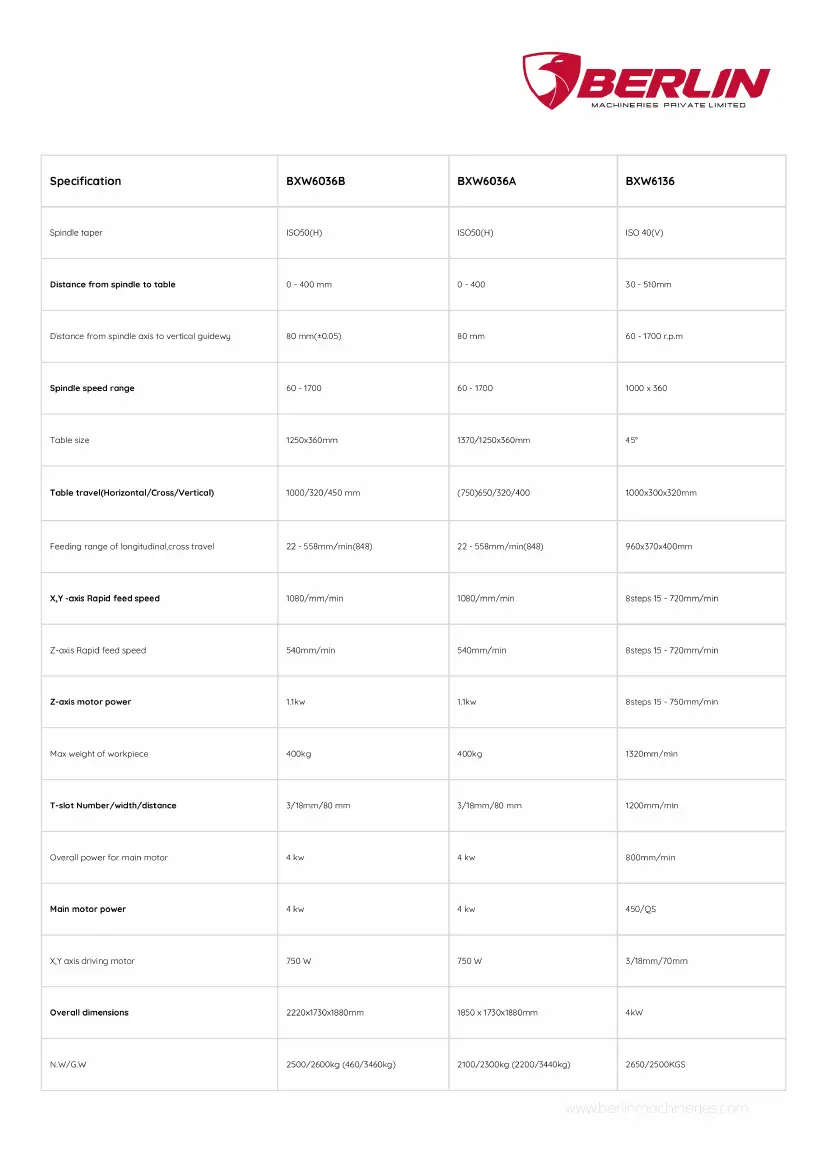 BERLIN
MACHINERIES PRIVATE LIMITED
Specification BXW6036B BXW6036A BXW6136
Spindle taper ISO50(H) ISO50(H) ISO 40(V)
Distance from spindle to table 0 - 400 mm 0 - 400 30 - 510mm
Distance from spindle axis to vertical guidewy 80 mm(±0.05) 80 mm 60 - 1700 r.p.m
Spindle speed range 60 - 1700 60 - 1700 1000 x 360
Table size 1250x360mm 1370/1250x360mm 45°
Table travel(Horizontal/Cross/Vertical) 1000/320/450 mm (750)650/320/400 1000x300x320mm
Feeding range of longitudinal,cross travel 22 - 558mm/min(848) 22 - 558mm/min(848) 960x370x400mm
X,Y -axis Rapid feed speed 1080/mm/min 1080/mm/min 8steps 15 - 720mm/min
Z-axis Rapid feed speed 540mm/min 540mm/min 8steps 15 - 720mm/min
Z-axis motor power 1.1kw 1.1kw 8steps 15 - 750mm/min
Max weight of workpiece 400kg 400kg 1320mm/min
T-slot Number/width/distance 3/18mm/80 mm 3/18mm/80 mm 1200mm/min
Overall power for main motor 4 kw 4 kw 800mm/min
Main motor power 4 kw 4 kw 450/QS
X,Y axis driving motor 750 W 750 W 3/18mm/70mm
Overall dimensions 2220x1730x1880mm 1850 x 1730x1880mm 4kW
N.W/G.W 2500/2600kg (460/3460kg) 2100/2300kg (2200/3440kg) 2650/2500KGS
www.berlinmachineries.com